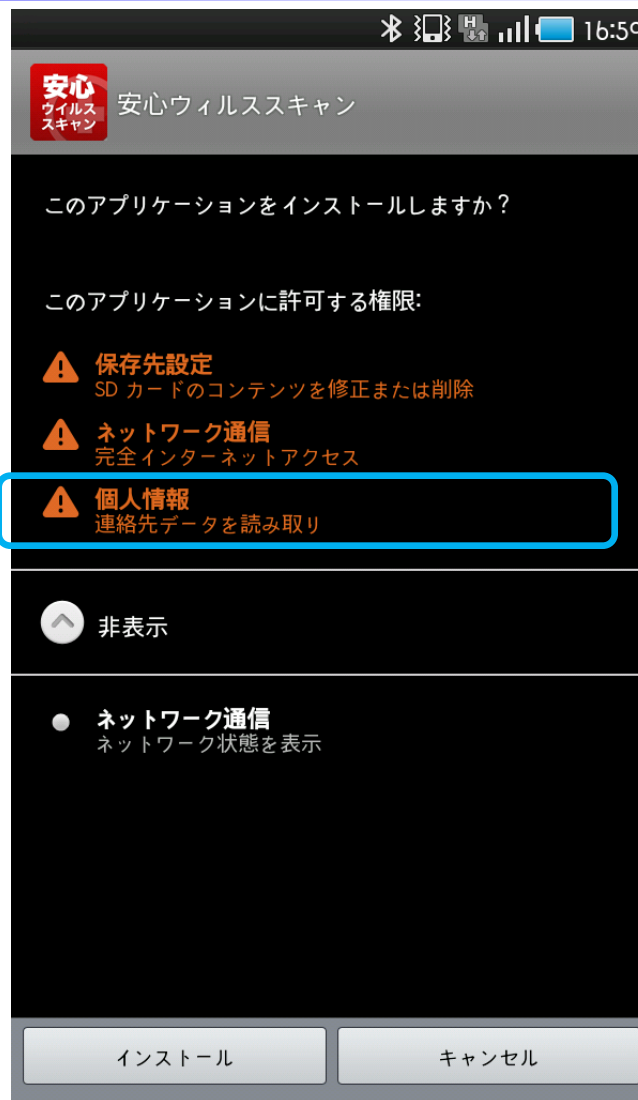 16:59
安心
ウイルス
スキャン
安心ウィルススキャン
このアプリケーションをインストールしますか？
このアプリケーションに許可する権限:
保存先設定
SD カードのコンテンツを修正または削除
ネットワーク通信
完全インターネットアクセス
個人情報
連絡先データを読み取り
非表示
ネットワーク通信
ネットワーク状態を表示
インストール
キャンセル